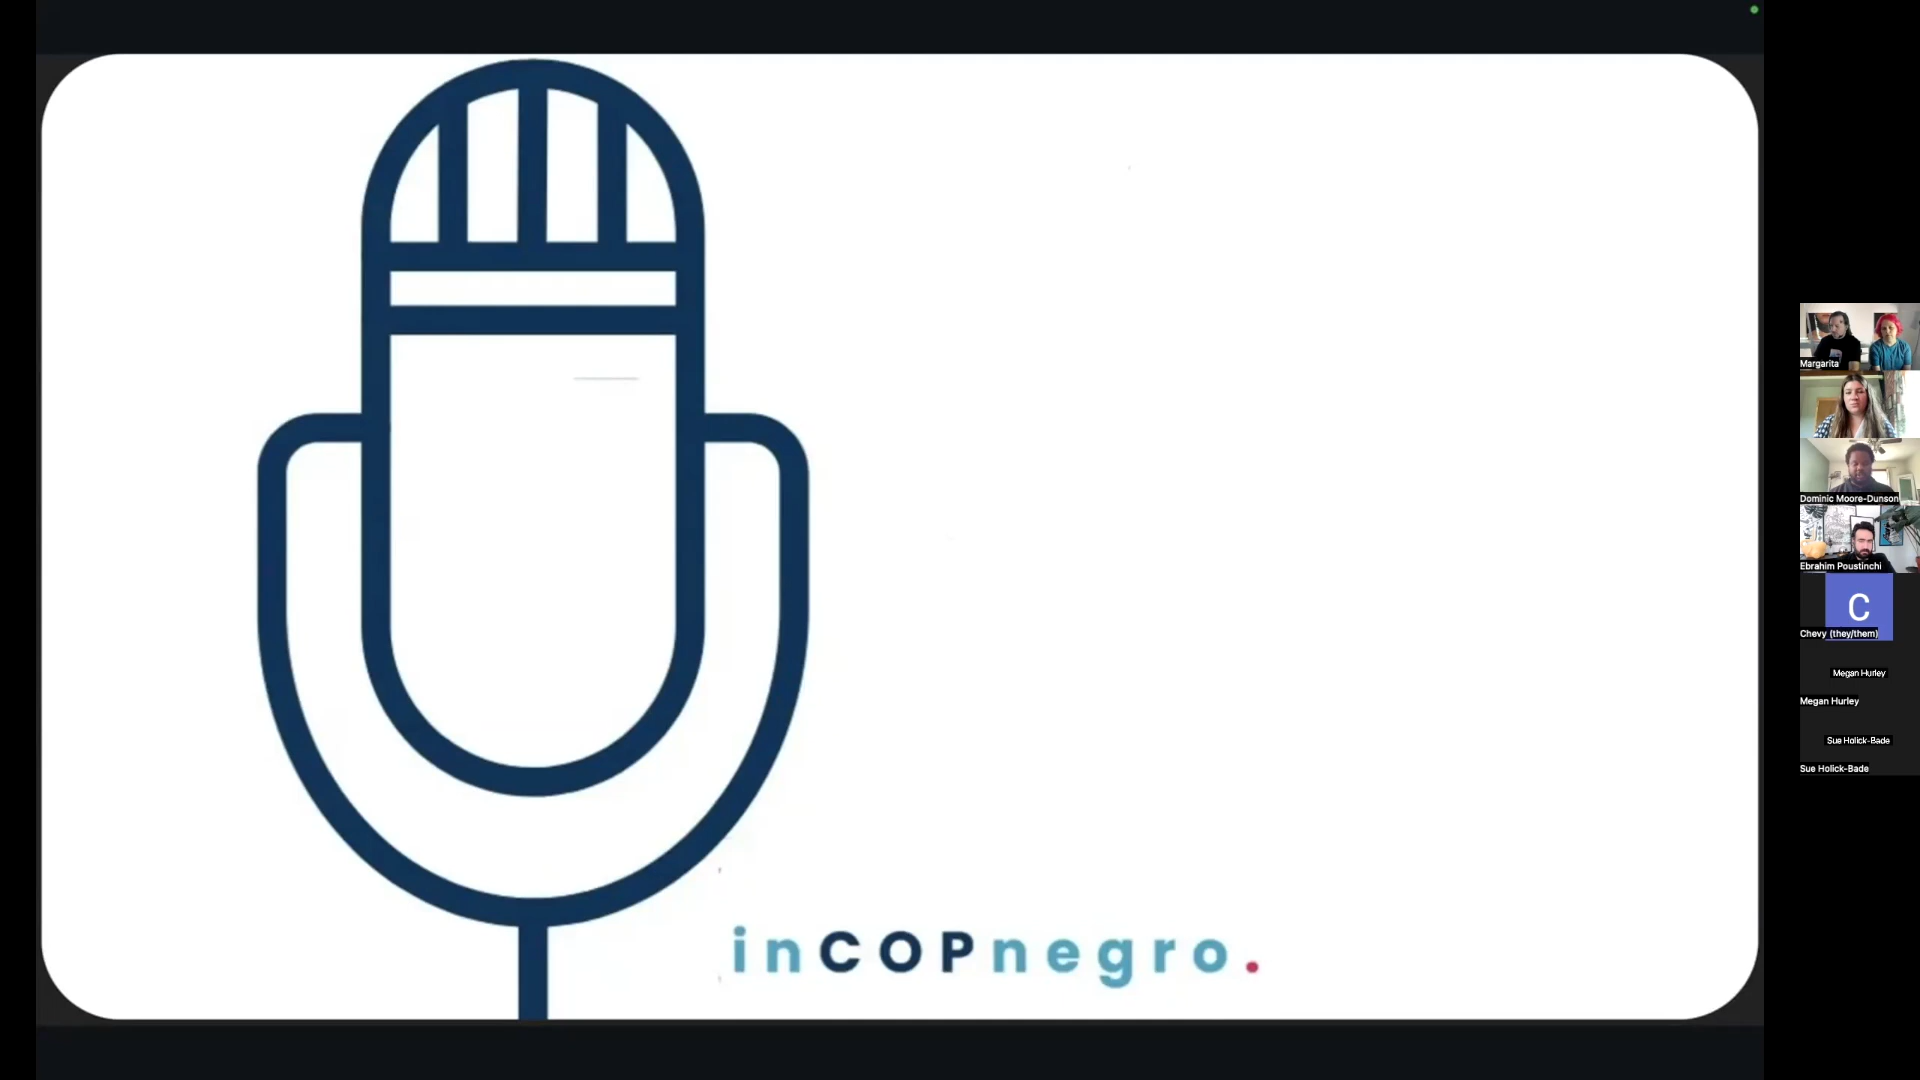 inCOPnegro.
Margarita
Dominic Moore-Dunson
Ebrahim Poustinchi
C
Chevy (they/them)
Megan Hurley
Megan Hurley
Sue Holick-Bade
Sue Holick-Bade